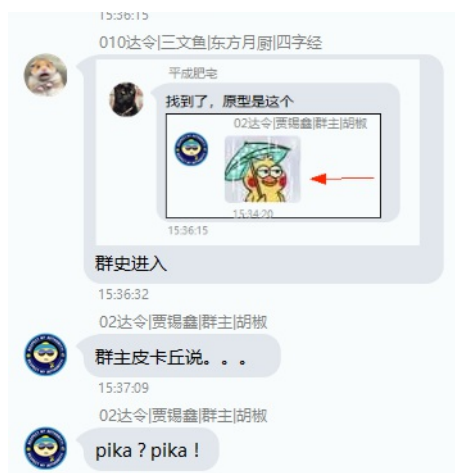 15:36:15
010达令|三文鱼|东方月厨|四字经
平成肥宅
找到了，原型是这个
02达令|贾锡鑫|群主|胡椒
15:34:20
15:36:15
群史进入
15:36:32
02达令|贾锡鑫|群主|胡椒
群主皮卡丘说。。。
15:37:09
02达令|贾锡鑫|群主|胡椒
pika？pika！